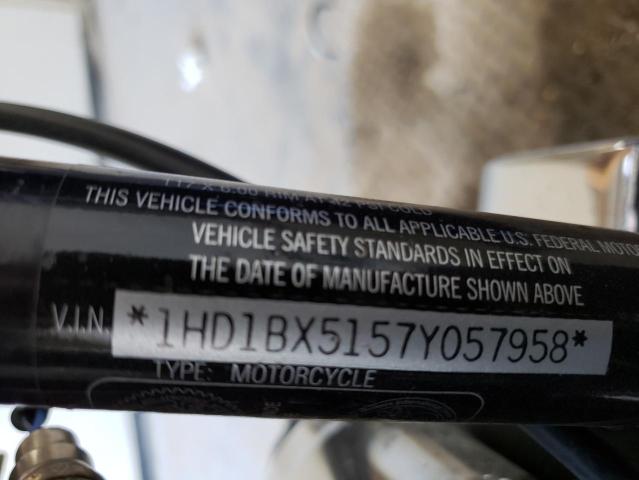 THIS VEHICLE CONFORMS TO ALL APPLICABLE U.S. FEDERAL MOTO
VEHICLE SAFETY STANDARDS IN EFFECT ON
THE DATE OF MANUFACTURE SHOWN ABOVE
V.I.N. *1HD1BX5157Y057958*
TYPE: MOTORCYCLE